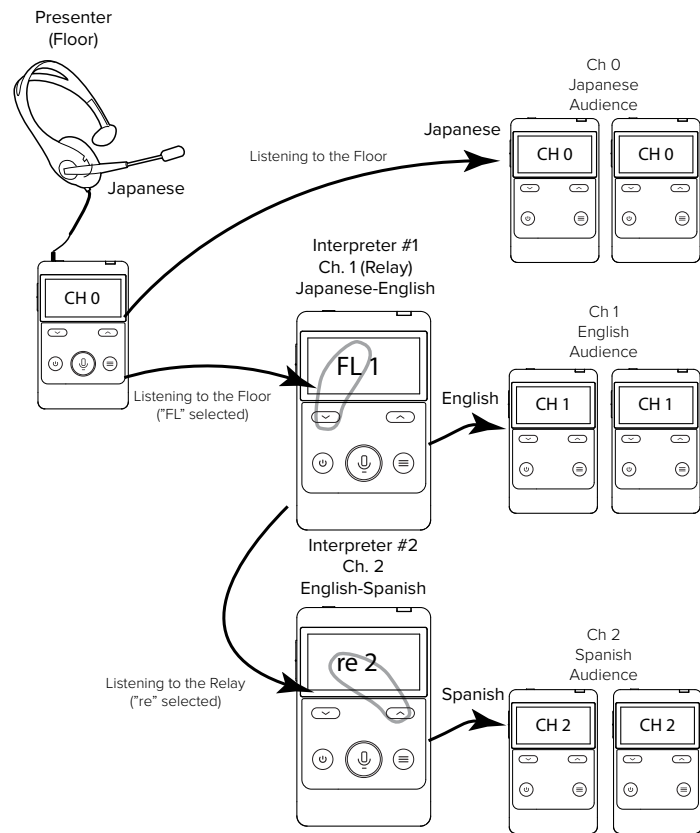 Presenter
(Floor)
Japanese
CH 0
Listening to the Floor
Japanese
Ch 0
Japanese
Audience
CH 0
CH 0
Listening to the Floor
("FL" selected)
Interpreter #1
Ch. 1 (Relay)
Japanese-English
FL 1
English
Ch 1
English
Audience
CH 1
CH 1
Listening to the Relay
("re" selected)
Interpreter #2
Ch. 2
English-Spanish
re 2
Spanish
Ch 2
Spanish
Audience
CH 2
CH 2